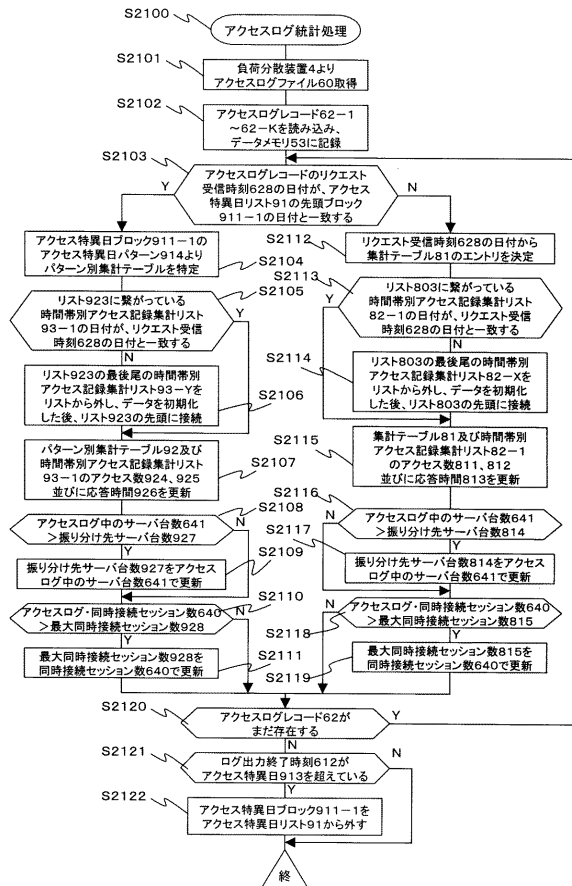 S2100
アクセスログ統計処理
S2101
負荷分散装置4より
アクセスログファイル60取得
S2102
アクセスログレコード62-1
～62-Kを読み込み、
データメモリ53に記録
S2103
アクセスログレコードのリクエスト
受信時刻628の日付が、アクセス
特異日リスト91の先頭ブロック
911-1の日付と一致する
Y
N
アクセス特異日ブロック911-1の
アクセス特異日パターン914より
パターン別集計テーブルを特定
S2104
S2105
リスト923に繋がっている
時間帯別アクセス記録集計リスト
93-1の日付が、リクエスト受信
時刻628の日付と一致する
Y
N
リスト923の最後尾の時間帯別
アクセス記録集計リスト93-Yを
リストから外し、データを初期化
した後、リスト923の先頭に接続
S2106
パターン別集計テーブル92及び
時間帯別アクセス記録集計リスト
93-1のアクセス数924、925
並びに応答時間926を更新
S2107
S2108
アクセスログ中のサーバ台数641
＞振り分け先サーバ台数927
N
Y
振り分け先サーバ台数927をアクセス
ログ中のサーバ台数641で更新
S2109
S2110
アクセスログ・同時接続セッション数640
＞最大同時接続セッション数928
N
Y
最大同時接続セッション数928を
同時接続セッション数640で更新
S2111
S2112
リクエスト受信時刻628の日付から
集計テーブル81のエントリを決定
S2113
リスト803に繋がっている
時間帯別アクセス記録集計リスト
82-1の日付が、リクエスト受信
時刻628の日付と一致する
Y
N
S2114
リスト803の最後尾の時間帯別
アクセス記録集計リスト82-Xを
リストから外し、データを初期化
した後、リスト803の先頭に接続
S2115
集計テーブル81及び時間帯別
アクセス記録集計リスト82-1
のアクセス数811、812
並びに応答時間813を更新
S2116
アクセスログ中のサーバ台数641
＞振り分け先サーバ台数814
N
Y
S2117
振り分け先サーバ台数814をアクセス
ログ中のサーバ台数641で更新
アクセスログ・同時接続セッション数640
＞最大同時接続セッション数815
N
Y
S2118
最大同時接続セッション数815を
同時接続セッション数640で更新
S2119
S2120
アクセスログレコード62が
まだ存在する
Y
N
S2121
ログ出力終了時刻612が
アクセス特異日913を超えている
N
Y
S2122
アクセス特異日ブロック911-1を
アクセス特異日リスト91から外す
終